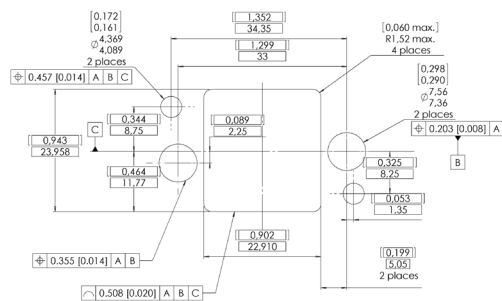 [0,172]
[0,161]
⌀ 4,369
4,089
2 places
⌖ 0.457 [0.014] A B C
[1,352]
34,35
[1,299]
33
[0,060 max.]
R1,52 max.
4 places
[0,298]
[0,290]
⌀ 7,56
7,36
2 places
⌖ 0.203 [0.008] A
B
[0,943]
23,958
C
[0,344]
8,75
[0,089]
2,25
[0,464]
11,77
[0,325]
8,25
[0,053]
1,35
⌖ 0.355 [0.014] A B
[0,902]
22,910
[0,199]
5,05
2 places
⌓ 0.508 [0.020] A B C